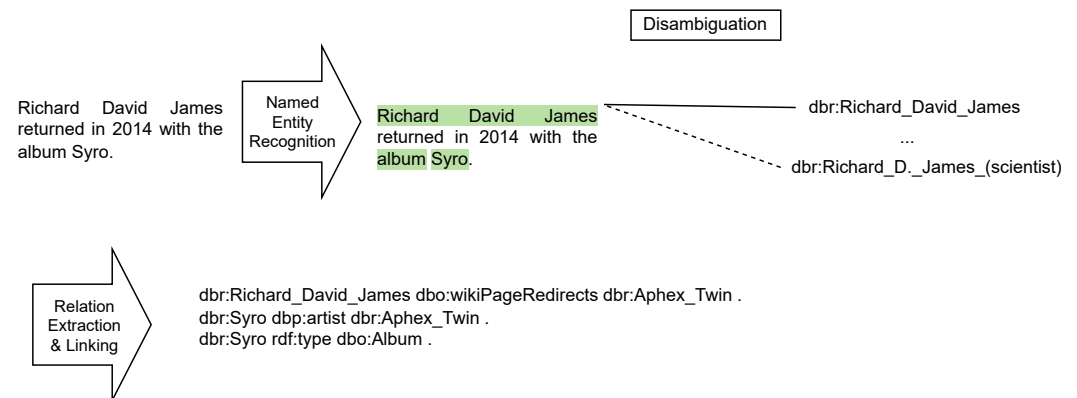 Disambiguation
Richard David James
returned in 2014 with the
album Syro.
Named
Entity
Recognition
Richard David James
returned in 2014 with the
album Syro.
dbr:Richard_David_James
...
dbr:Richard_D._James_(scientist)
Relation
Extraction
& Linking
dbr:Richard_David_James dbo:wikiPageRedirects dbr:Aphex_Twin .
dbr:Syro dbp:artist dbr:Aphex_Twin .
dbr:Syro rdf:type dbo:Album .